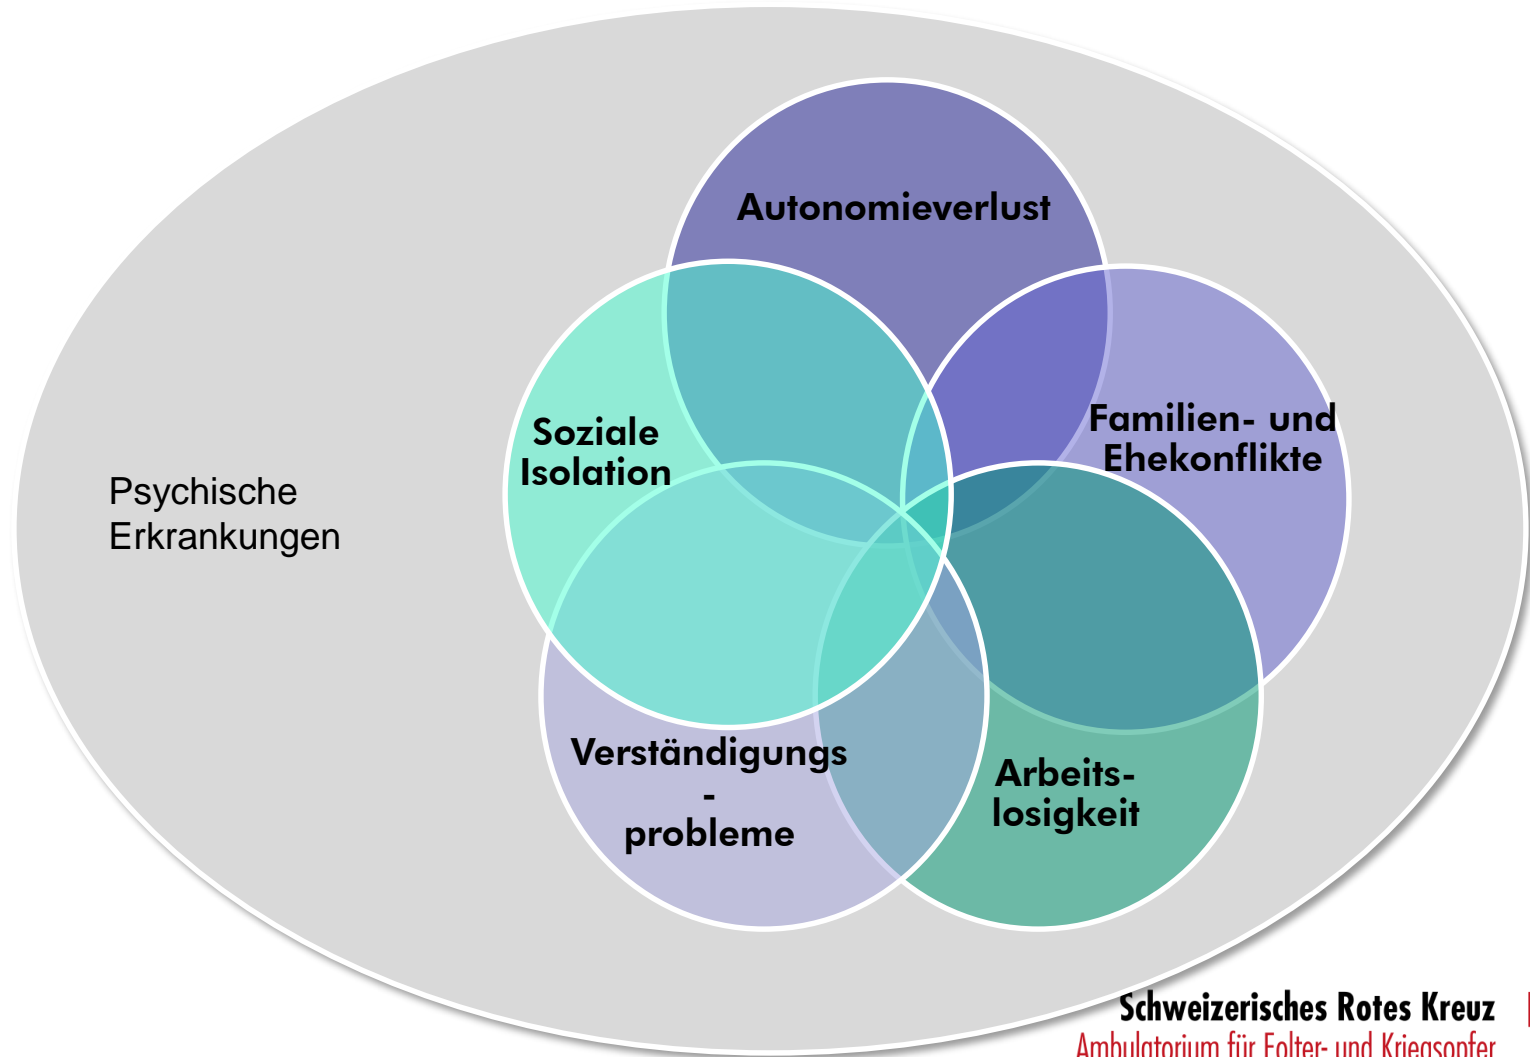 Autonomieverlust
Familien- und
Ehekonflikte
Soziale
Isolation
Psychische
Erkrankungen
Verständigungs
-
probleme
Arbeits-
losigkeit
Schweizerisches Rotes Kreuz
Ambulatorium für Folter- und Kriegsopfer